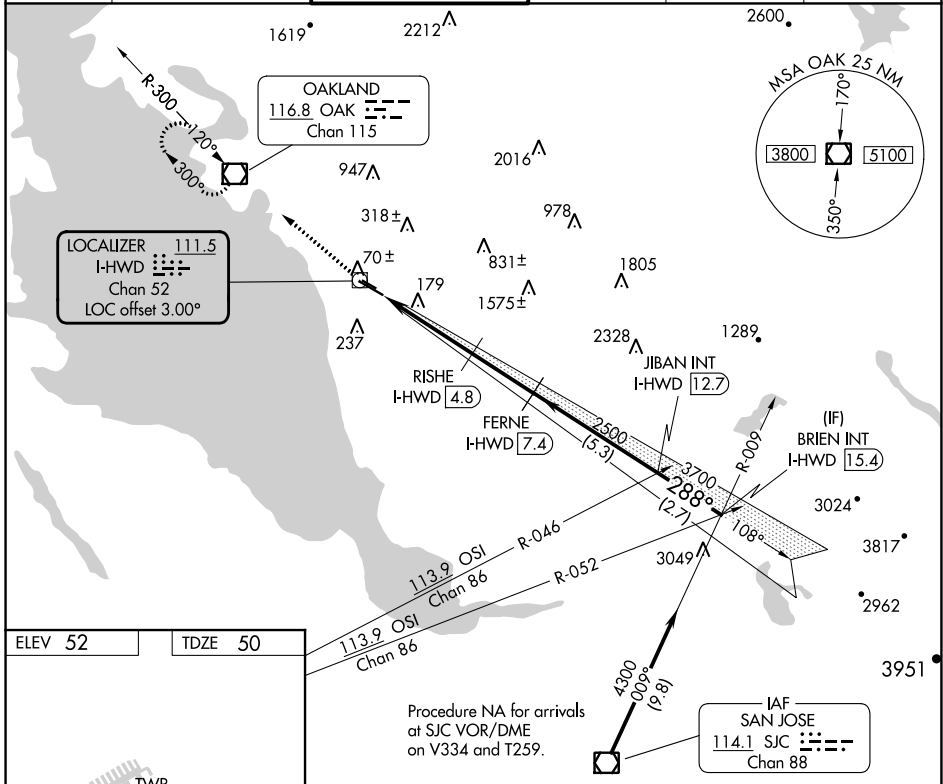 1619
2212
2600
MSA OAK 25 NM
170°
3800
5100
350°
R-300
120°
300°
OAKLAND
116.8 OAK
Chan 115
947
2016
978
318±
LOCALIZER 111.5
I-HWD
Chan 52
LOC offset 3.00°
70±
179
831±
1575±
1805
237
2328
1289
RISHE
I-HWD 4.8
FERNE
I-HWD 7.4
JIBAN INT
I-HWD 12.7
2500
(5.3)
3700
288°
(2.7)
108°
R-009
(IF)
BRIEN INT
I-HWD 15.4
3024
3817
3049
2962
3951
113.9 OSI R-046
Chan 86
113.9 OSI R-052
Chan 86
ELEV 52
TDZE 50
TWR
4300
009°
(9.8)
Procedure NA for arrivals
at SJC VOR/DME
on V334 and T259.
IAF
SAN JOSE
114.1 SJC
Chan 88